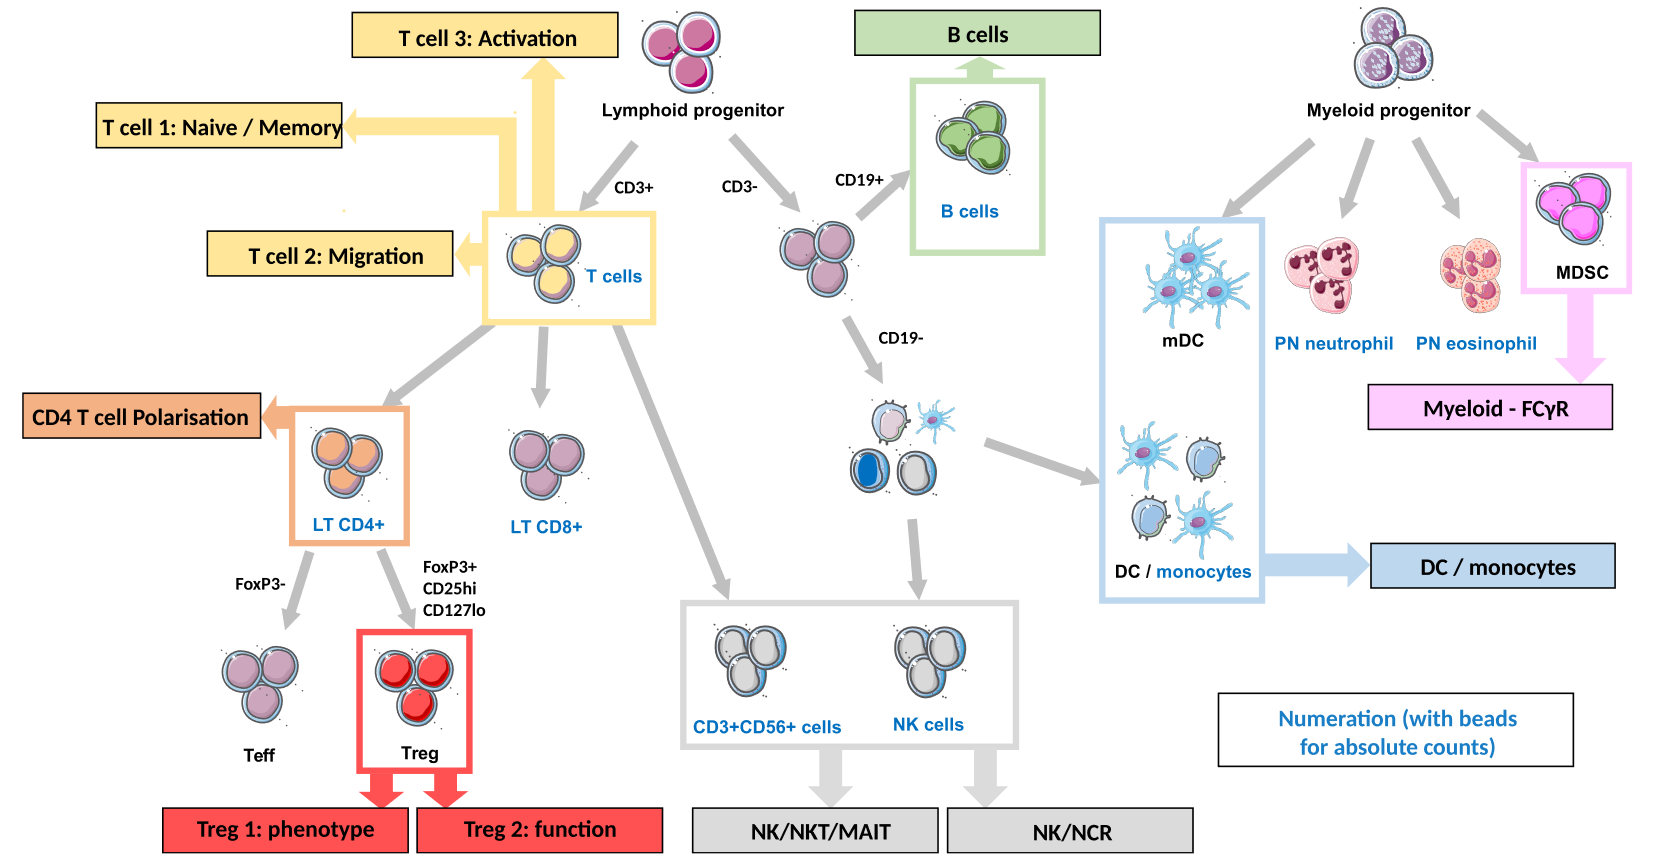 T cell 3: Activation
B cells
Lymphoid progenitor
Myeloid progenitor
T cell 1: Naive / Memory
CD3+
CD3-
CD19+
B cells
T cell 2: Migration
T cells
MDSC
CD19-
mDC
PN neutrophil
PN eosinophil
CD4 T cell Polarisation
Myeloid - FCγR
LT CD4+
LT CD8+
DC / monocytes
DC / monocytes
FoxP3-
FoxP3+
CD25hi
CD127lo
Teff
Treg
CD3+CD56+ cells
NK cells
Numeration (with beads
for absolute counts)
Treg 1: phenotype
Treg 2: function
NK/NKT/MAIT
NK/NCR